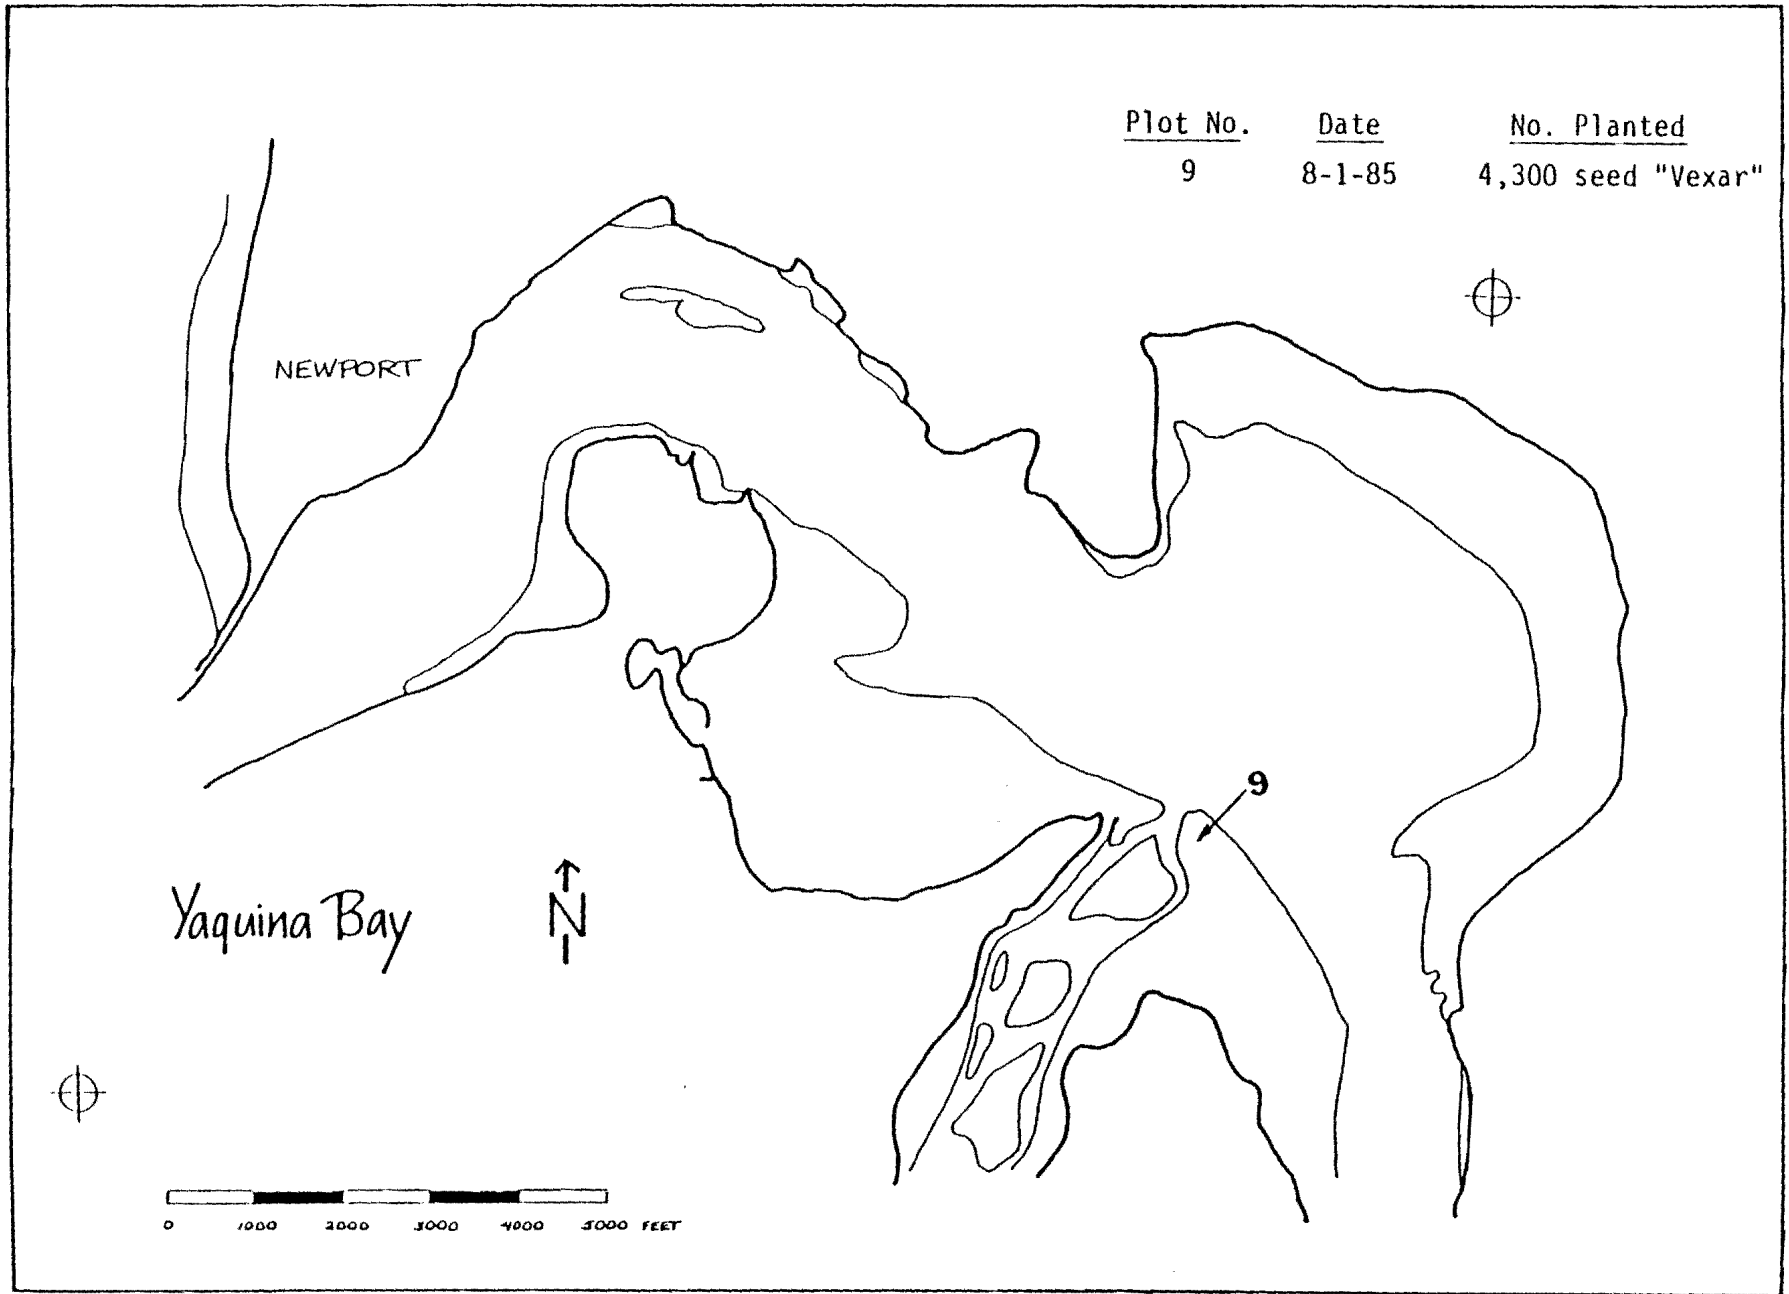 Plot No. Date No. Planted
9 8-1-85 4,300 seed "Vexar"
NEWPORT
9
Yaquina Bay
N
0 1000 2000 3000 4000 5000 FEET